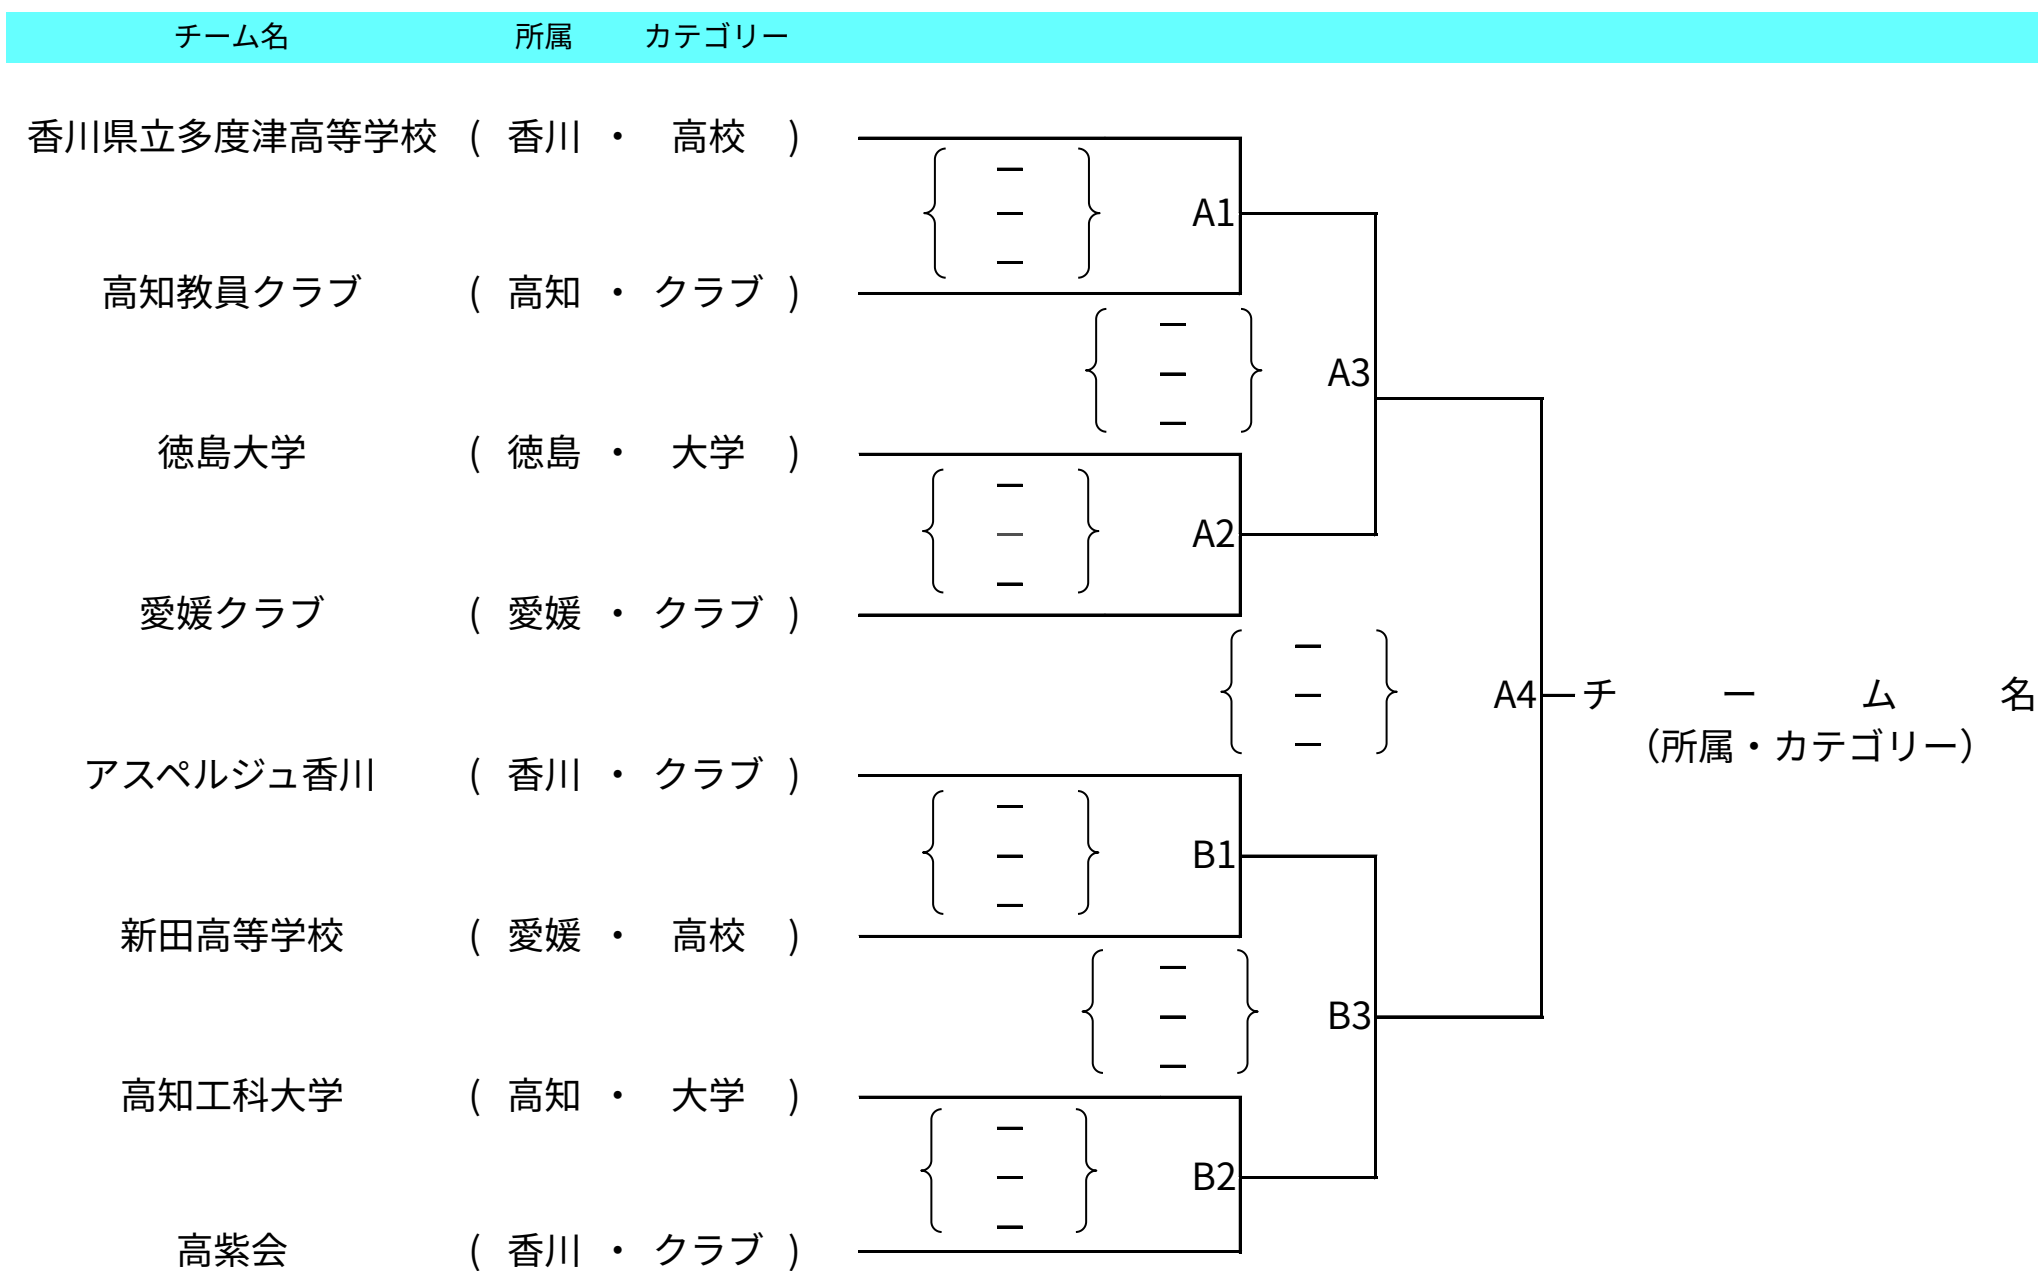 チーム名 所属 カテゴリー
香川県立多度津高等学校 ( 香川 ・ 高校 )
—
— A1
—
高知教員クラブ ( 高知 ・ クラブ )
—
— A3
—
徳島大学 ( 徳島 ・ 大学 )
—
— A2
—
愛媛クラブ ( 愛媛 ・ クラブ )
—
— A4 チーム名
— （所属・カテゴリー）
アスペルジュ香川 ( 香川 ・ クラブ )
—
— B1
—
新田高等学校 ( 愛媛 ・ 高校 )
—
— B3
—
高知工科大学 ( 高知 ・ 大学 )
—
— B2
—
高紫会 ( 香川 ・ クラブ )